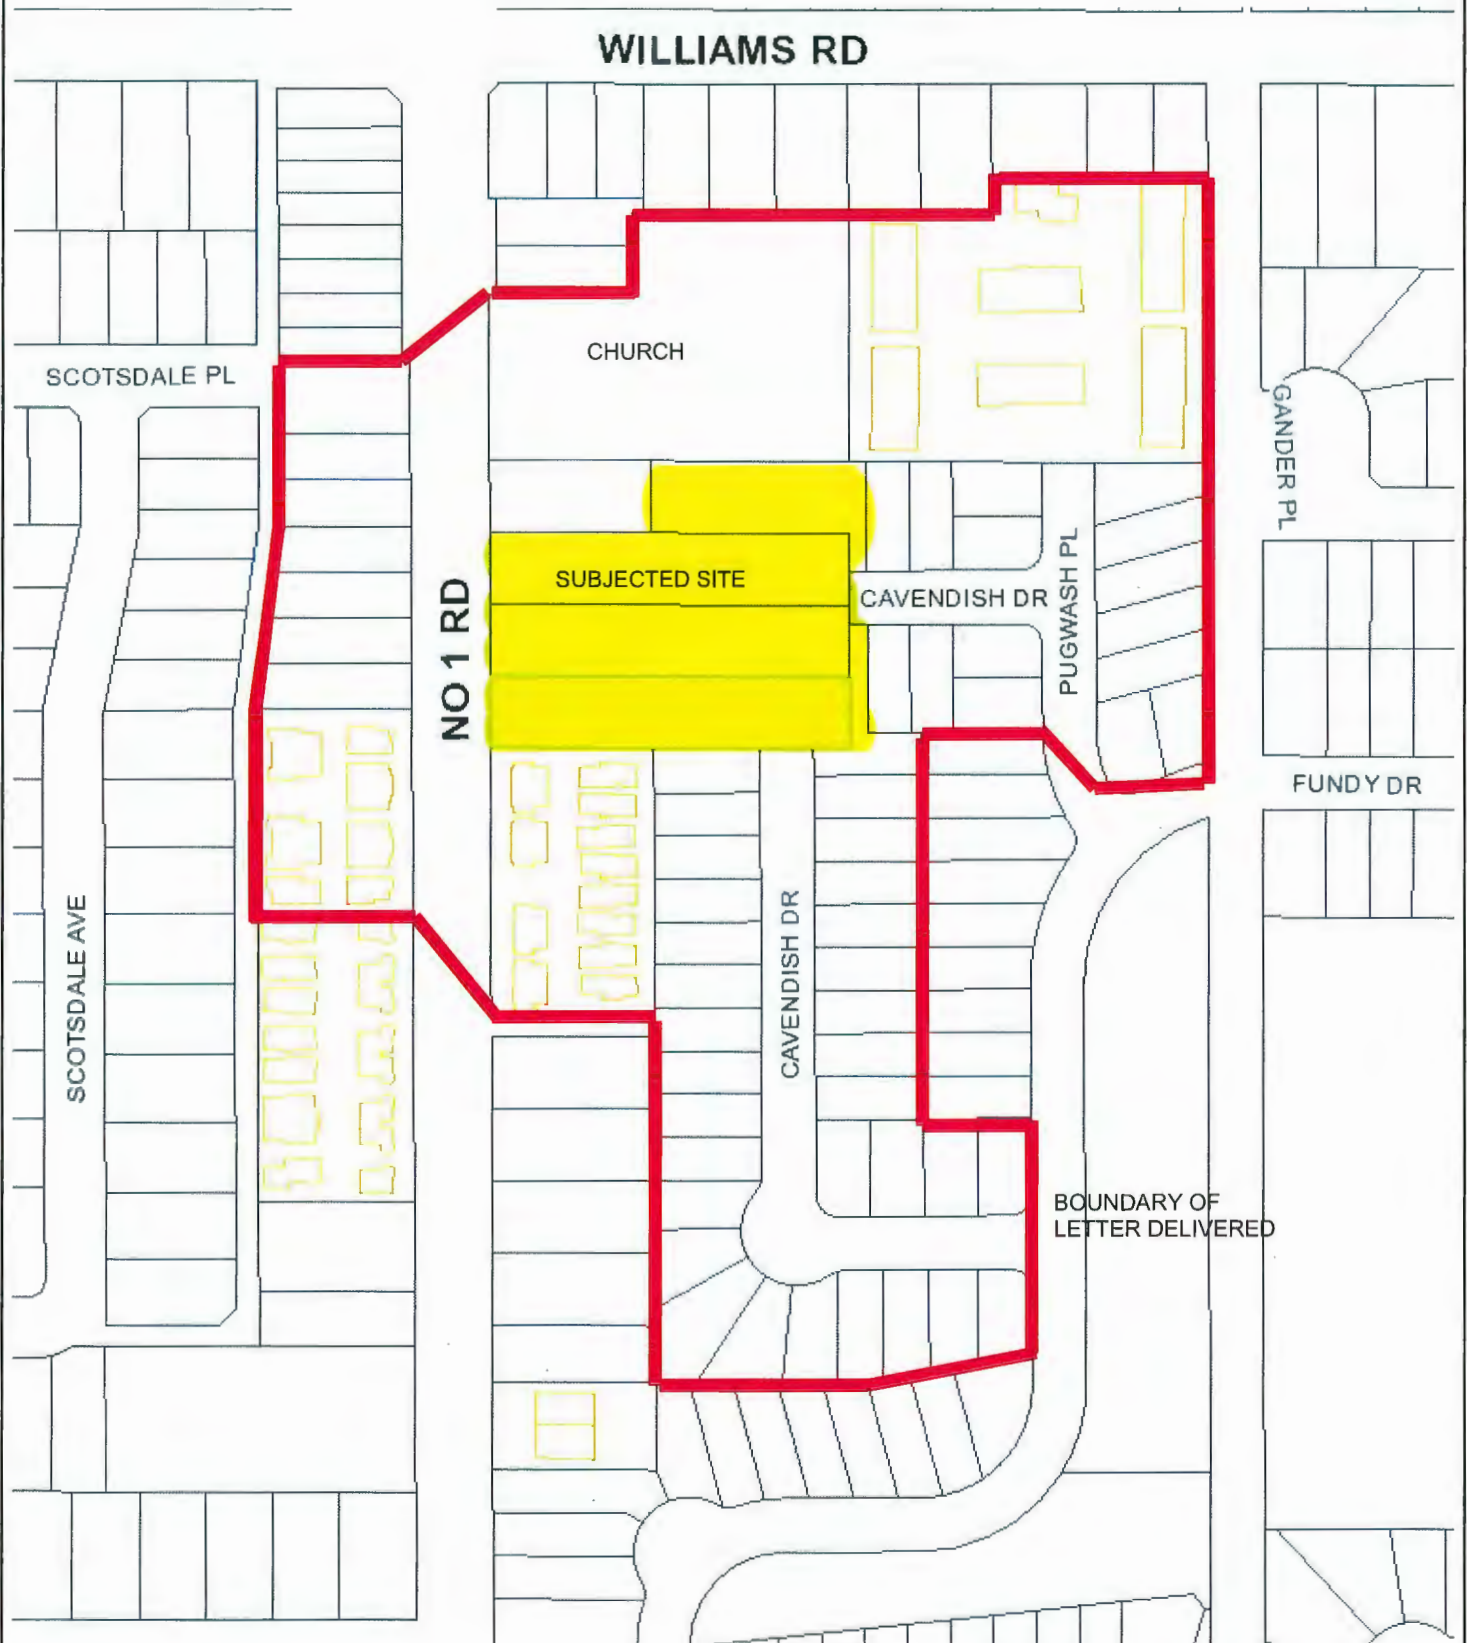 WILLIAMS RD
CHURCH
SCOTSDALE PL
GANDER PL
SUBJECTED SITE
CAVENDISH DR
PUGWASH PL
NO 1 RD
FUNDY DR
CAVENDISH DR
SCOTSDALE AVE
BOUNDARY OF
LETTER DELIVERED